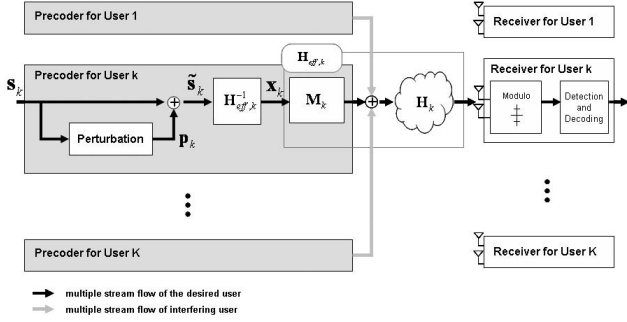 Precoder for User 1
Receiver for User 1
H_eff,k
Precoder for User k
Receiver for User k
s_k
s̃_k
H_eff,k^-1
x_k
M_k
H_k
Modulo
Detection and Decoding
Perturbation
p_k
Precoder for User K
Receiver for User K
multiple stream flow of the desired user
multiple stream flow of interfering user